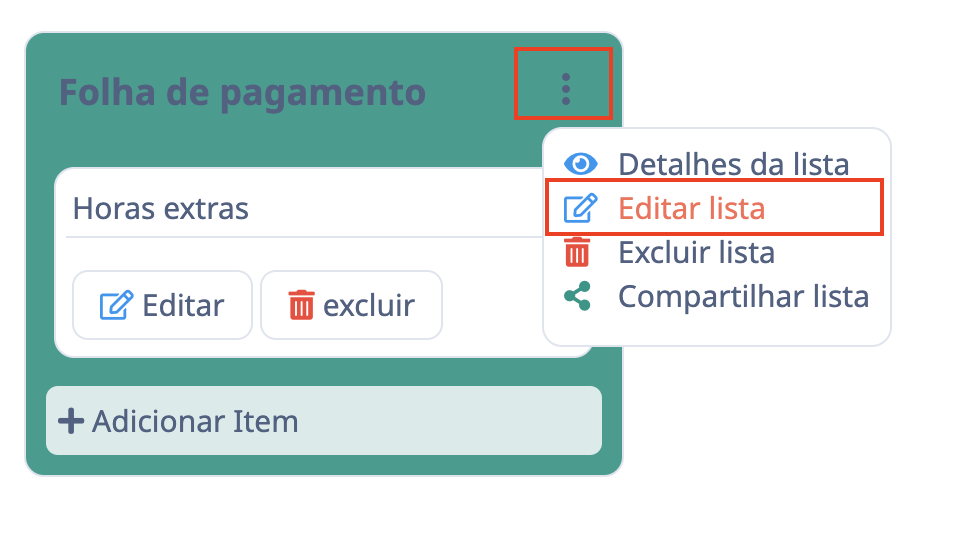 Folha de pagamento
Detalhes da lista
Editar lista
Excluir lista
Compartilhar lista
Horas extras
Editar
excluir
Adicionar Item